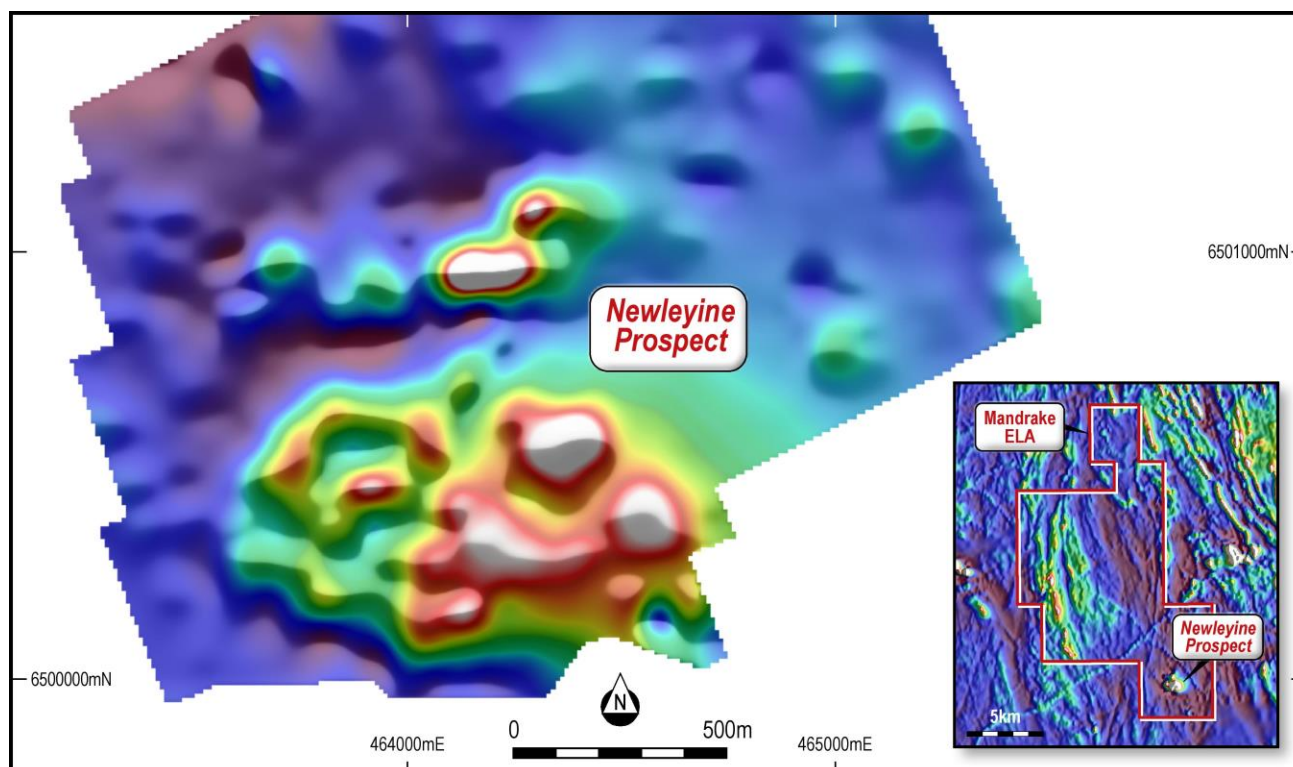 6501000mN
Newleyine
Prospect
Mandrake
ELA
Newleyine
Prospect
5km
6500000mN
N
0 500m
464000mE 465000mE